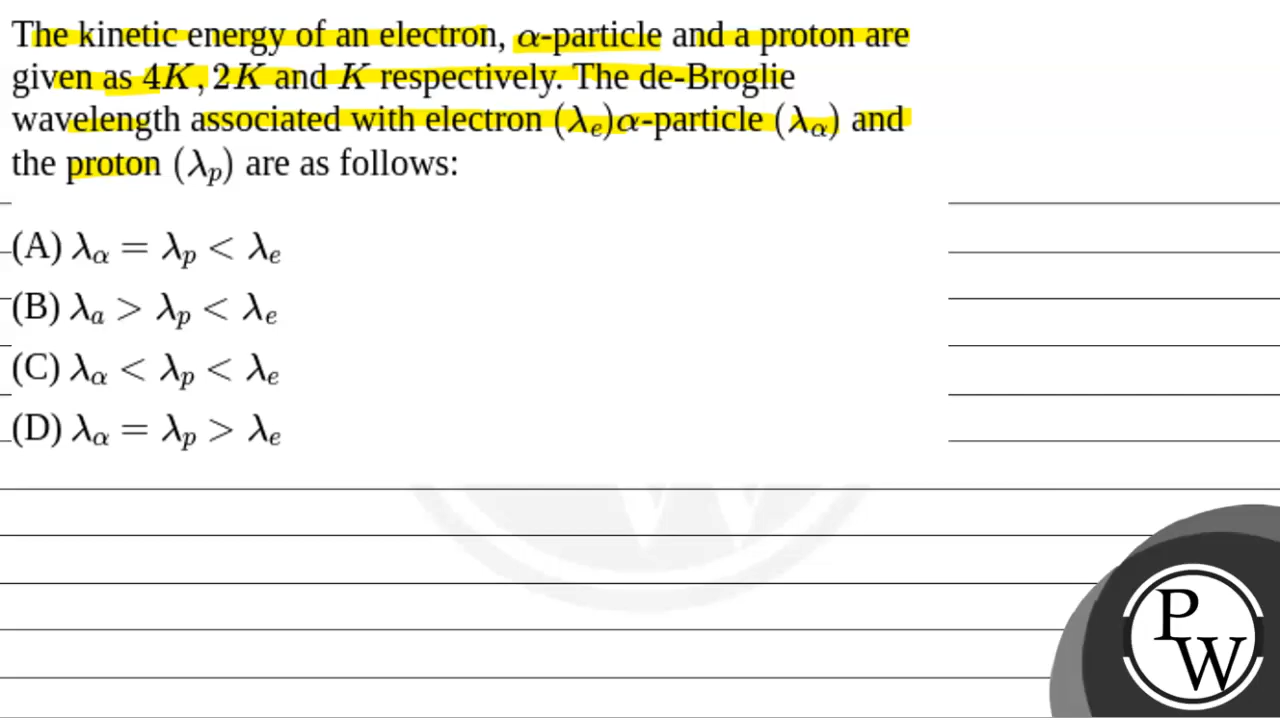 The kinetic energy of an electron, α-particle and a proton are
given as 4K, 2K and K respectively. The de-Broglie
wavelength associated with electron (λₑ)α-particle (λα) and
the proton (λₚ) are as follows:
(A) λα = λₚ < λₑ
(B) λₐ > λₚ < λₑ
(C) λα < λₚ < λₑ
(D) λα = λₚ > λₑ
PW